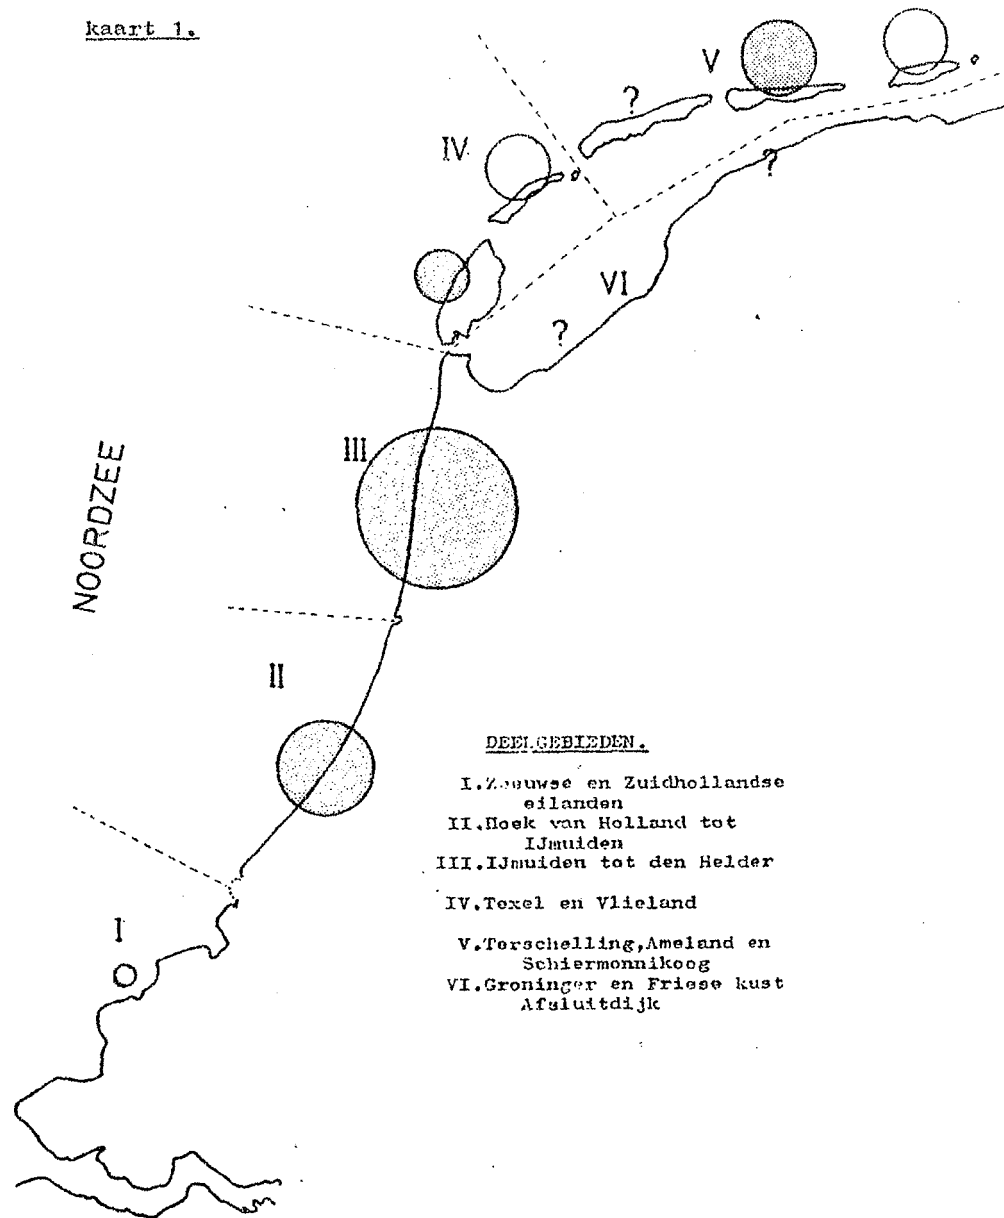 kaart 1.
V
?
IV
?
VI
?
III
NOORDZEE
II
DEELGEBIEDEN.
I.Zeeuwse en Zuidhollandse
eilanden
II.Hoek van Holland tot
IJmuiden
III.IJmuiden tot den Helder
IV.Texel en Vlieland
V.Terschelling,Ameland en
Schiermonnikoog
VI.Groninger en Friese kust
Afsluitdijk
I